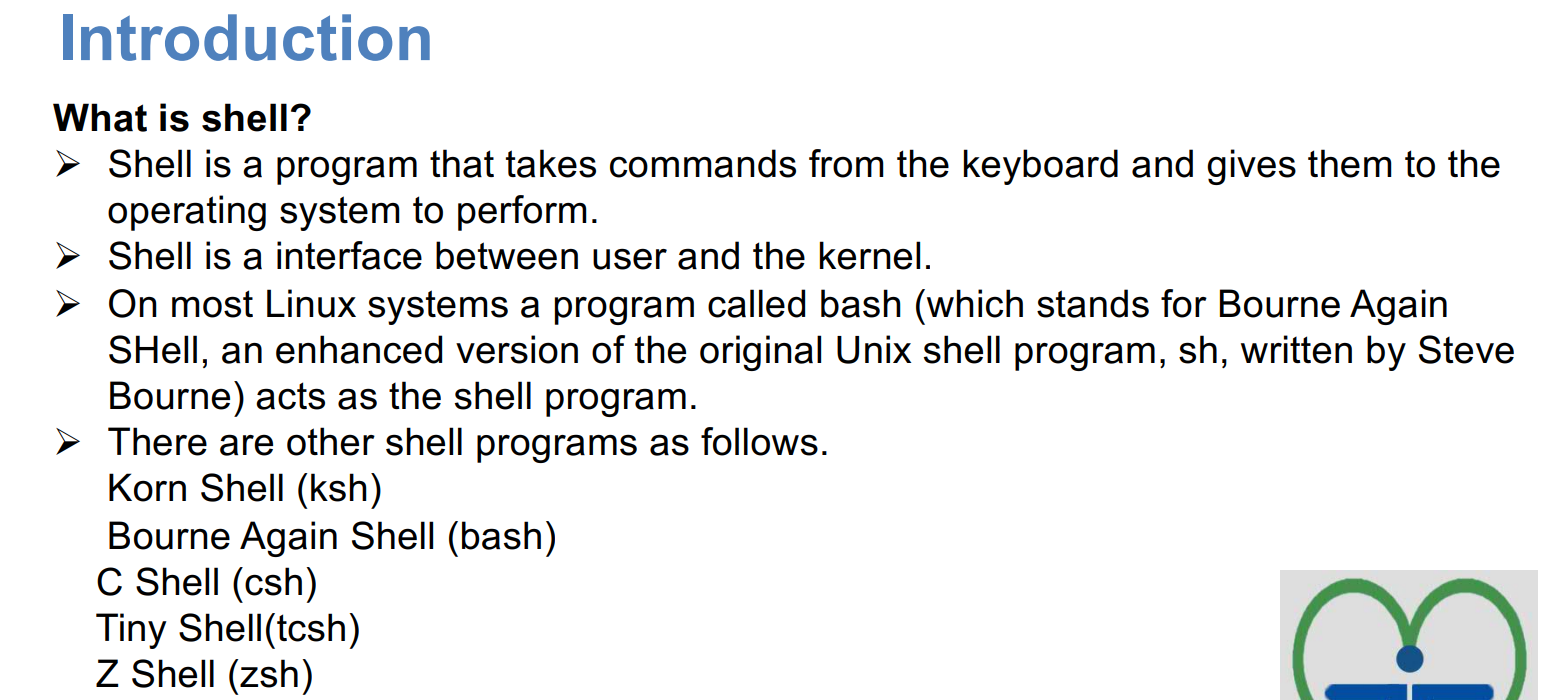 Introduction
What is shell?
➢ Shell is a program that takes commands from the keyboard and gives them to the
operating system to perform.
➢ Shell is a interface between user and the kernel.
➢ On most Linux systems a program called bash (which stands for Bourne Again
SHell, an enhanced version of the original Unix shell program, sh, written by Steve
Bourne) acts as the shell program.
➢ There are other shell programs as follows.
Korn Shell (ksh)
Bourne Again Shell (bash)
C Shell (csh)
Tiny Shell(tcsh)
Z Shell (zsh)